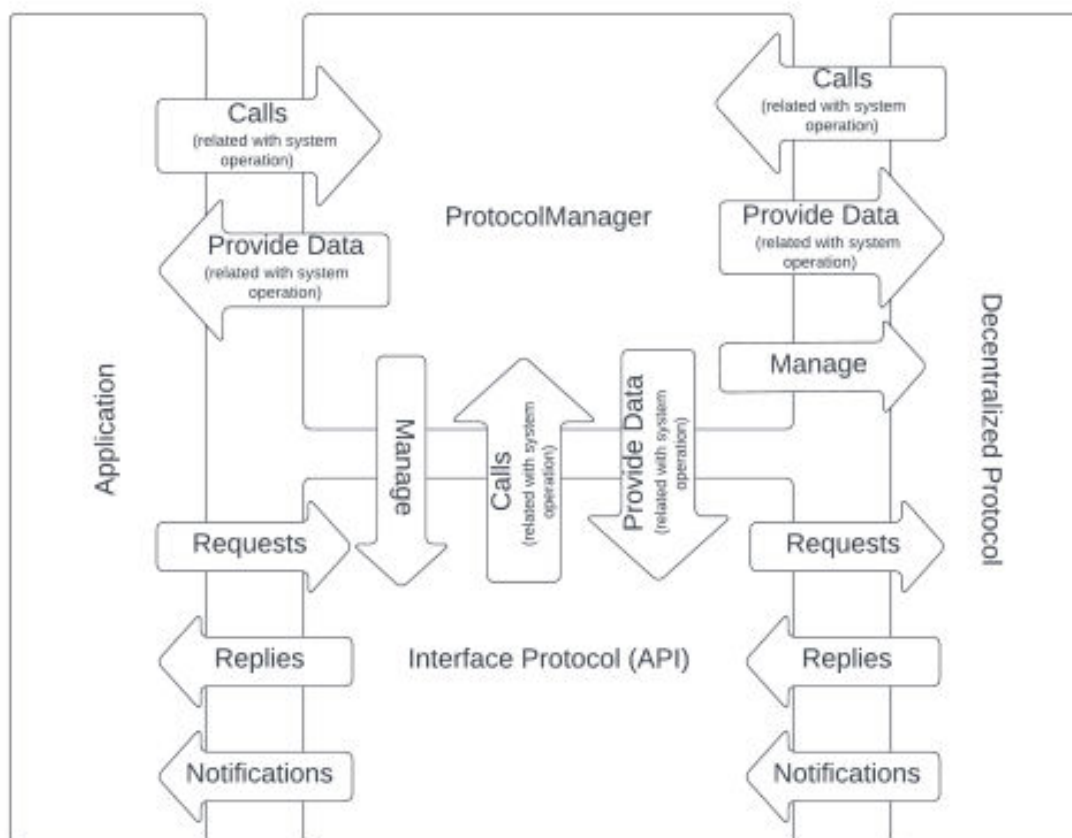 Calls
(related with system
operation)
Calls
(related with system
operation)
ProtocolManager
Provide Data
(related with system
operation)
Provide Data
(related with system
operation)
Manage
Application
Decentralized Protocol
Manage
Calls
(related with system
operation)
Provide Data
(related with system
operation)
Requests
Requests
Replies
Interface Protocol (API)
Replies
Notifications
Notifications